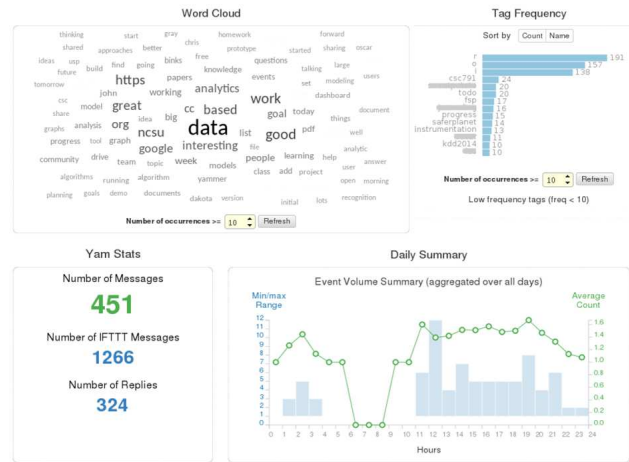 Word Cloud
thinking start gray homework forward
chris
shared approaches better prototype started sharing oscar
ideas usp find going binks free questions talking large
future build knowledge
tomorrow https papers events set modeling users
john working analytics dashboard
csc model great cc based work document
share idea big goal today things
graphs analysis org data list good pdf well
progress tool graph ncsu file analytic
google interesting people learning help user answer
community drive team topic week models class add project
algorithms running algorithm yammer open morning
planning goals demo documents dakota version initial lots recognition
Number of occurrences >= 10 Refresh
Tag Frequency
Sort by Count Name
r 191
o 157
i 138
csc791 24
20
todo 20
fsp 17
16
progress 15
saferplanet 14
instrumentation 13
11
kdd2014 10
10
Number of occurrences >= 10 Refresh
Low frequency tags (freq < 10)
Yam Stats
Number of Messages
451
Number of IFTTT Messages
1266
Number of Replies
324
Daily Summary
Event Volume Summary (aggregated over all days)
Min/max
Range
Average
Count
12
11
10
9
8
7
6
5
4
3
2
1
0
1.6
1.4
1.2
1.0
0.8
0.6
0.4
0.2
0.0
0 1 2 3 4 5 6 7 8 9 10 11 12 13 14 15 16 17 18 19 20 21 22 23 24
Hours